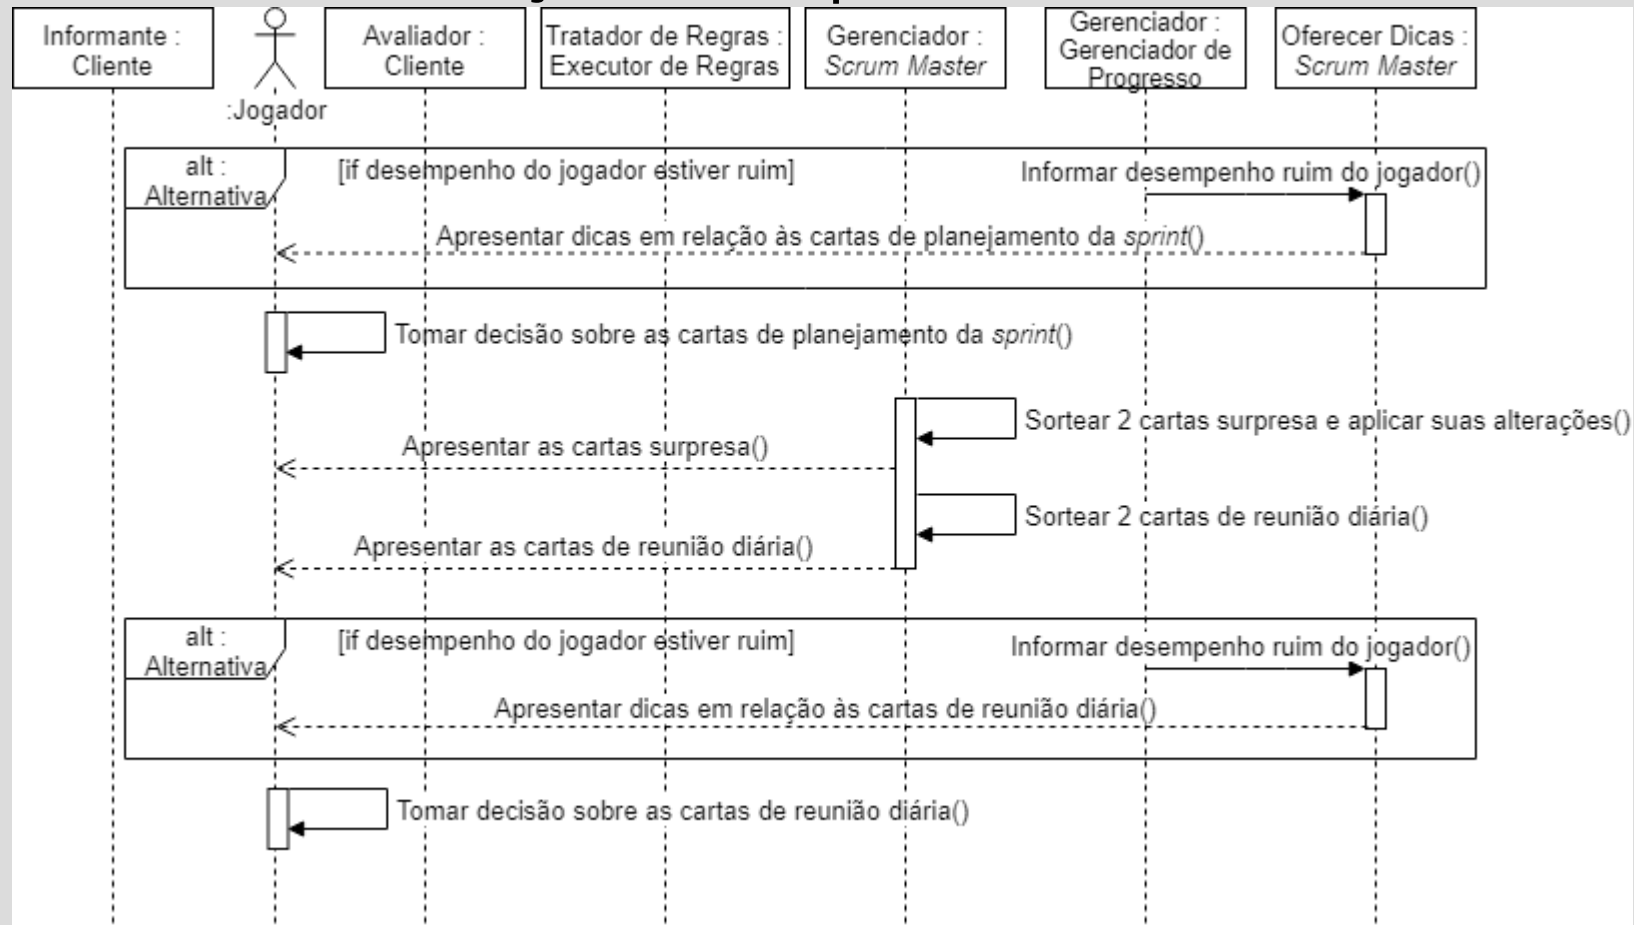 Informante :
Cliente
:Jogador
Avaliador :
Cliente
Tratador de Regras :
Executor de Regras
Gerenciador :
Scrum Master
Gerenciador :
Gerenciador de
Progresso
Oferecer Dicas :
Scrum Master
alt :
Alternativa
[if desempenho do jogador estiver ruim]
Informar desempenho ruim do jogador()
Apresentar dicas em relação às cartas de planejamento da sprint()
Tomar decisão sobre as cartas de planejamento da sprint()
Sortear 2 cartas surpresa e aplicar suas alterações()
Apresentar as cartas surpresa()
Sortear 2 cartas de reunião diária()
Apresentar as cartas de reunião diária()
alt :
Alternativa
[if desempenho do jogador estiver ruim]
Informar desempenho ruim do jogador()
Apresentar dicas em relação às cartas de reunião diária()
Tomar decisão sobre as cartas de reunião diária()